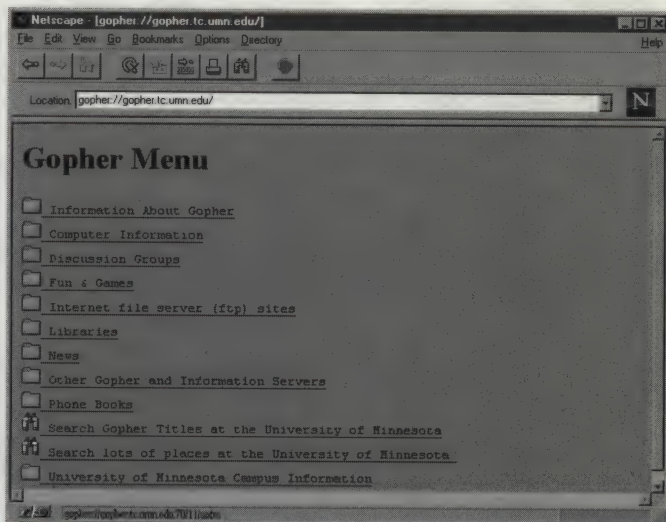 Netscape - [gopher://gopher.tc.umn.edu/]
File Edit View Go Bookmarks Options Directory Help
Location: gopher://gopher.tc.umn.edu/
N
Gopher Menu
Information About Gopher
Computer Information
Discussion Groups
Fun & Games
Internet file server (ftp) sites
Libraries
News
Other Gopher and Information Servers
Phone Books
Search Gopher Titles at the University of Minnesota
Search lots of places at the University of Minnesota
University of Minnesota Campus Information